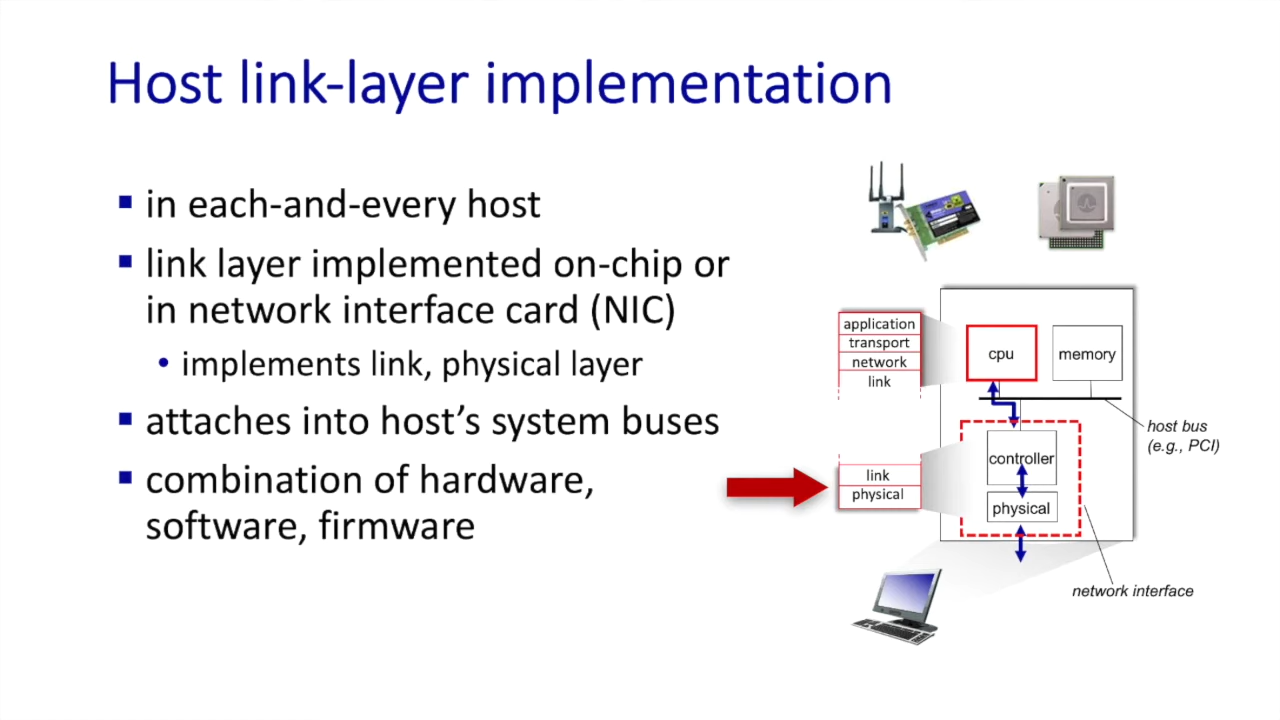 Host link-layer implementation
▪ in each-and-every host
▪ link layer implemented on-chip or
in network interface card (NIC)
• implements link, physical layer
▪ attaches into host’s system buses
▪ combination of hardware,
software, firmware
application
transport
network
link
link
physical
cpu
memory
host bus
(e.g., PCI)
controller
physical
network interface